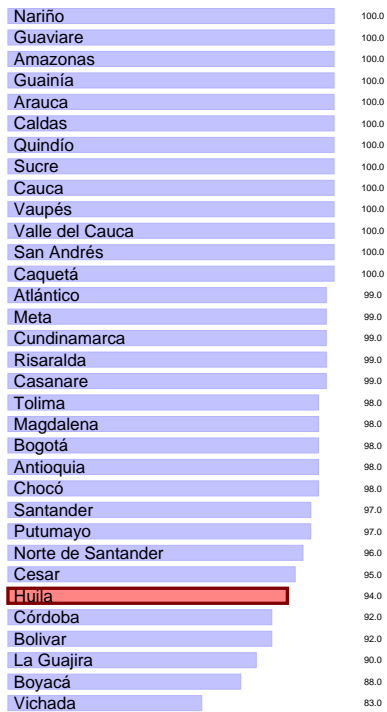 Nariño 100.0
Guaviare 100.0
Amazonas 100.0
Guainía 100.0
Arauca 100.0
Caldas 100.0
Quindío 100.0
Sucre 100.0
Cauca 100.0
Vaupés 100.0
Valle del Cauca 100.0
San Andrés 100.0
Caquetá 100.0
Atlántico 99.0
Meta 99.0
Cundinamarca 99.0
Risaralda 99.0
Casanare 99.0
Tolima 98.0
Magdalena 98.0
Bogotá 98.0
Antioquia 98.0
Chocó 98.0
Santander 97.0
Putumayo 97.0
Norte de Santander 96.0
Cesar 95.0
Huila 94.0
Córdoba 92.0
Bolivar 92.0
La Guajira 90.0
Boyacá 88.0
Vichada 83.0